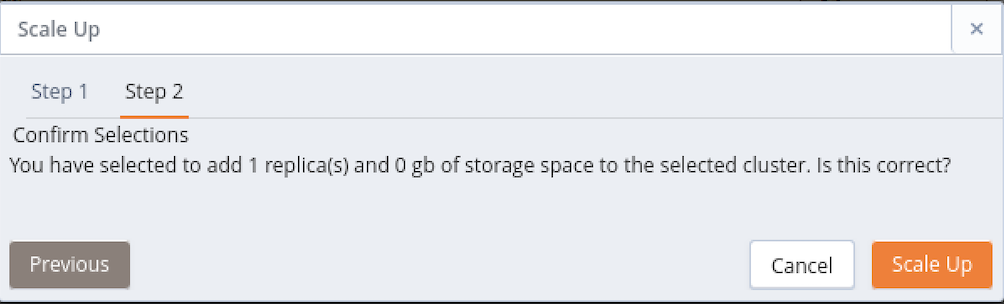 Scale Up
×
Step 1 Step 2
Confirm Selections
You have selected to add 1 replica(s) and 0 gb of storage space to the selected cluster. Is this correct?
Previous Cancel Scale Up